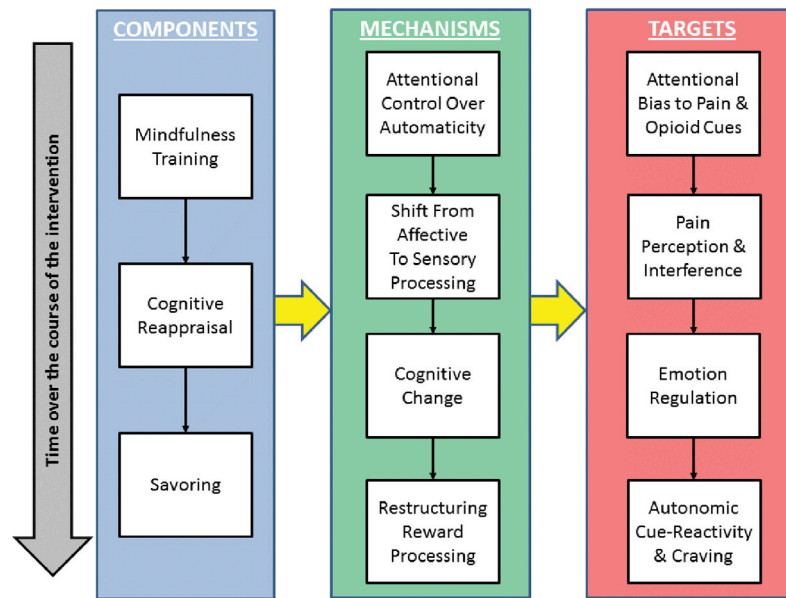 Time over the course of the intervention
COMPONENTS
Mindfulness
Training
Cognitive
Reappraisal
Savoring
MECHANISMS
Attentional
Control Over
Automaticity
Shift From
Affective
To Sensory
Processing
Cognitive
Change
Restructuring
Reward
Processing
TARGETS
Attentional
Bias to Pain &
Opioid Cues
Pain
Perception &
Interference
Emotion
Regulation
Autonomic
Cue-Reactivity
& Craving